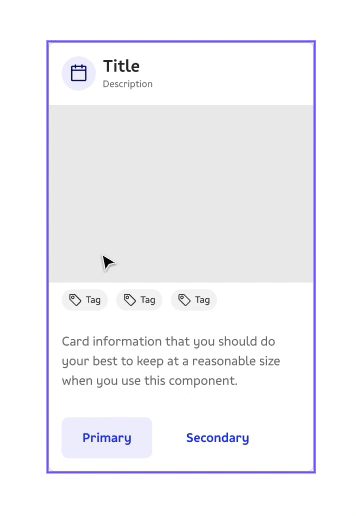 Title
Description
Tag Tag Tag
Card information that you should do
your best to keep at a reasonable size
when you use this component.
Primary Secondary